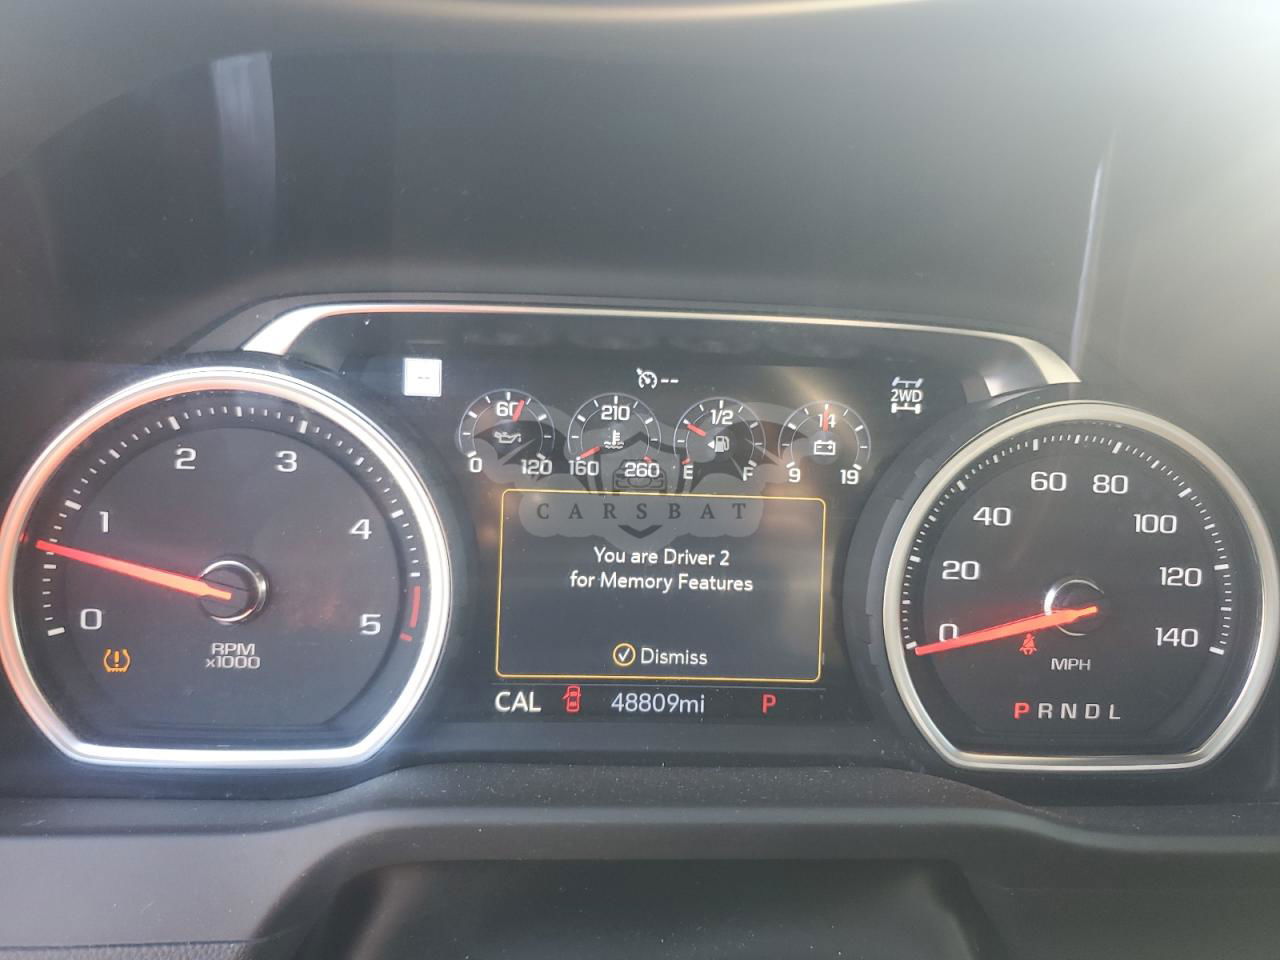 --
--
2WD
60
0 120
210
160 260
1/2
E F
14
9 19
CARSBAT
You are Driver 2
for Memory Features
Dismiss
CAL 48809mi P
0 1 2 3 4 5
RPM
x1000
0 20 40 60 80 100 120 140
MPH
P R N D L